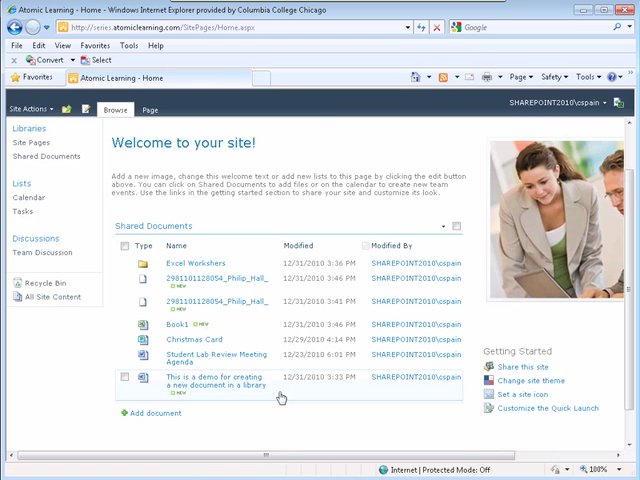 Atomic Learning - Home - Windows Internet Explorer provided by Columbia College Chicago
http://series.atomiclearning.com/SitePages/Home.aspx
Google
File Edit View Favorites Tools Help
x Convert Select
Favorites Atomic Learning - Home Page Safety Tools
Site Actions Browse Page SHAREPOINT2010\cspain
Libraries
Site Pages
Shared Documents
Lists
Calendar
Tasks
Discussions
Team Discussion
Recycle Bin
All Site Content
Welcome to your site!
Add a new image, change this welcome text or add new lists to this page by clicking the edit button
above. You can click on Shared Documents to add files or on the calendar to create new team
events. Use the links in the getting started section to share your site and customize its look.
Shared Documents
Type Name Modified Modified By
Excel Workshers 12/31/2010 3:36 PM SHAREPOINT2010\cspain
2981101128054_Philip_Hall_ 12/31/2010 3:46 PM SHAREPOINT2010\cspain
NEW
2981101128054_Philip_Hall_ 12/31/2010 3:41 PM SHAREPOINT2010\cspain
NEW
Book1 NEW 12/31/2010 3:46 PM SHAREPOINT2010\cspain
Christmas Card 12/29/2010 4:14 PM SHAREPOINT2010\cspain
Student Lab Review Meeting 12/23/2010 6:01 PM SHAREPOINT2010\cspain
Agenda
This is a demo for creating 12/31/2010 3:33 PM SHAREPOINT2010\cspain
a new document in a library
NEW
Add document
Getting Started
Share this site
Change site theme
Set a site icon
Customize the Quick Launch
Internet | Protected Mode: Off 100%